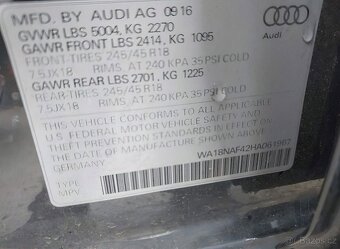 MFD. BY AUDI AG 09.16
GVWR LBS 5004, KG 2270
GAWR FRONT LBS 2414, KG 1095
FRONT-TIRES 245/45 R18
7.5JX18 RIMS, AT 240 KPA 35 PSI COLD
GAWR REAR LBS 2701, KG 1225
REAR-TIRES 245/45 R18
7.5JX18 RIMS, AT 240 KPA 35 PSI COLD
THIS VEHICLE CONFORMS TO ALL APPLICABLE
U.S. FEDERAL MOTOR VEHICLE SAFETY AND
THEFT PREVENTION STANDARDS IN EFFECT ON
THE DATE OF MANUFACTURE SHOWN ABOVE.
GERMANY
WA18NAF42HA061987
TYPE:
MPV
Audi